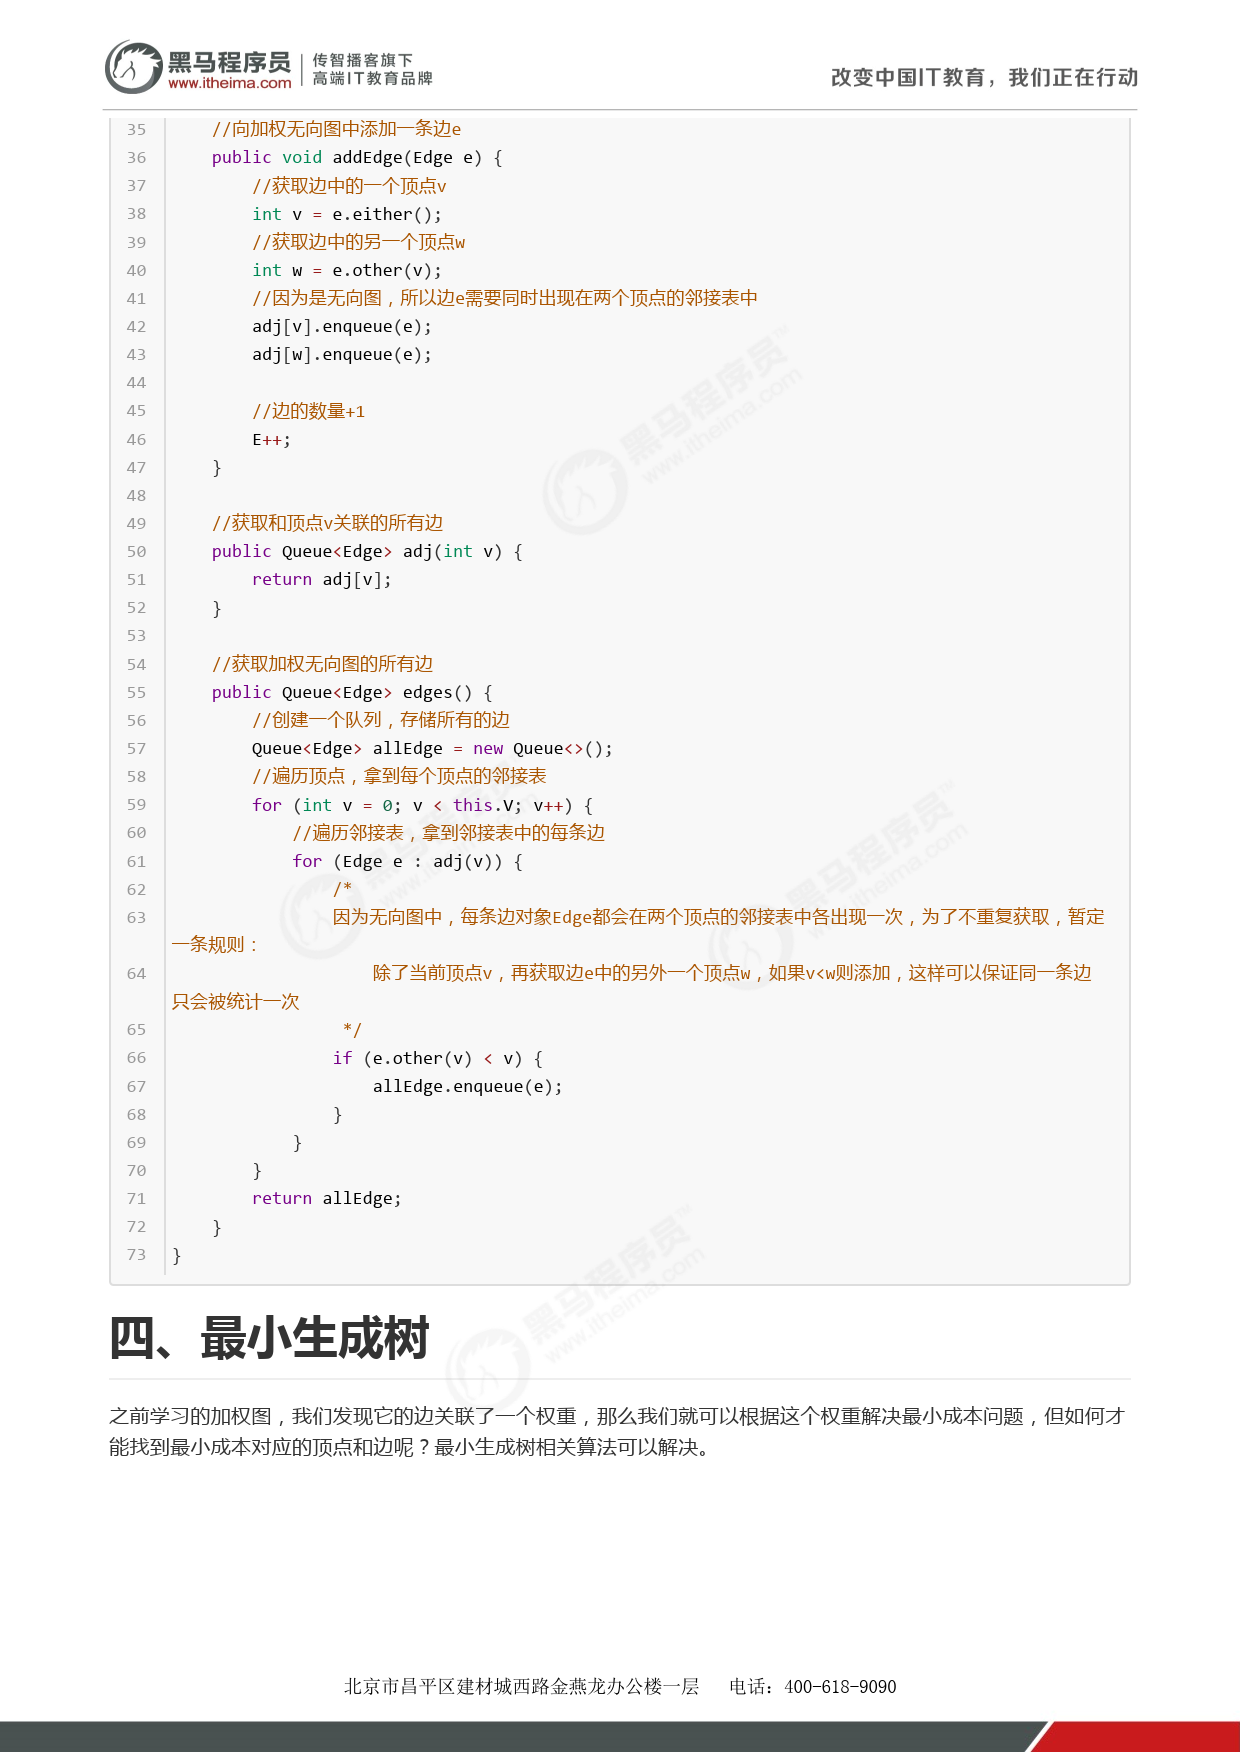 黑马程序员 传智播客旗下
www.itheima.com 高端IT教育品牌
改变中国IT教育，我们正在行动
35 //向加权无向图中添加一条边e
36 public void addEdge(Edge e) {
37 //获取边中的一个顶点v
38 int v = e.either();
39 //获取边中的另一个顶点w
40 int w = e.other(v);
41 //因为是无向图，所以边e需要同时出现在两个顶点的邻接表中
42 adj[v].enqueue(e);
43 adj[w].enqueue(e);
44
45 //边的数量+1
46 E++;
47 }
48
49 //获取和顶点v关联的所有边
50 public Queue<Edge> adj(int v) {
51 return adj[v];
52 }
53
54 //获取加权无向图的所有边
55 public Queue<Edge> edges() {
56 //创建一个队列，存储所有的边
57 Queue<Edge> allEdge = new Queue<>();
58 //遍历顶点，拿到每个顶点的邻接表
59 for (int v = 0; v < this.V; v++) {
60 //遍历邻接表，拿到邻接表中的每条边
61 for (Edge e : adj(v)) {
62 /*
63 因为无向图中，每条边对象Edge都会在两个顶点的邻接表中各出现一次，为了不重复获取，暂定
一条规则：
64 除了当前顶点v，再获取边e中的另外一个顶点w，如果v<w则添加，这样可以保证同一条边
只会被统计一次
65 */
66 if (e.other(v) < v) {
67 allEdge.enqueue(e);
68 }
69 }
70 }
71 return allEdge;
72 }
73 }
四、最小生成树
之前学习的加权图，我们发现它的边关联了一个权重，那么我们就可以根据这个权重解决最小成本问题，但如何才
能找到最小成本对应的顶点和边呢？最小生成树相关算法可以解决。
北京市昌平区建材城西路金燕龙办公楼一层 电话：400-618-9090